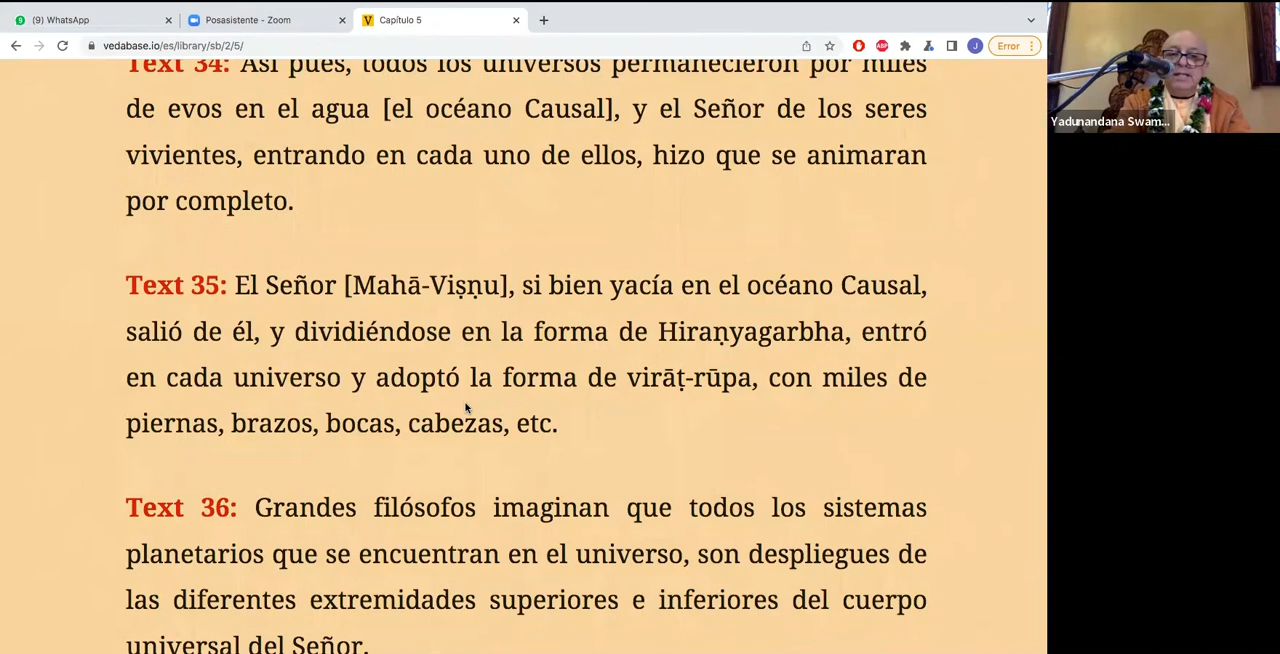 (9) WhatsApp
Posasistente - Zoom
Capítulo 5
vedabase.io/es/library/sb/2/5/
ABP
J
Error
Yadunandana Swam...
Text 34: Así pues, todos los universos permanecieron por miles
de evos en el agua [el océano Causal], y el Señor de los seres
vivientes, entrando en cada uno de ellos, hizo que se animaran
por completo.
Text 35: El Señor [Mahā-Viṣṇu], si bien yacía en el océano Causal,
salió de él, y dividiéndose en la forma de Hiraṇyagarbha, entró
en cada universo y adoptó la forma de virāṭ-rūpa, con miles de
piernas, brazos, bocas, cabezas, etc.
Text 36: Grandes filósofos imaginan que todos los sistemas
planetarios que se encuentran en el universo, son despliegues de
las diferentes extremidades superiores e inferiores del cuerpo
universal del Señor.